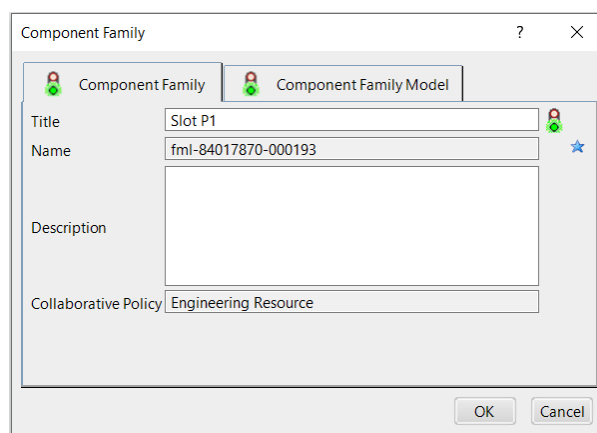 Component Family
?
Component Family
Component Family Model
Title
Slot P1
Name
fml-84017870-000193
Description
Collaborative Policy
Engineering Resource
OK
Cancel